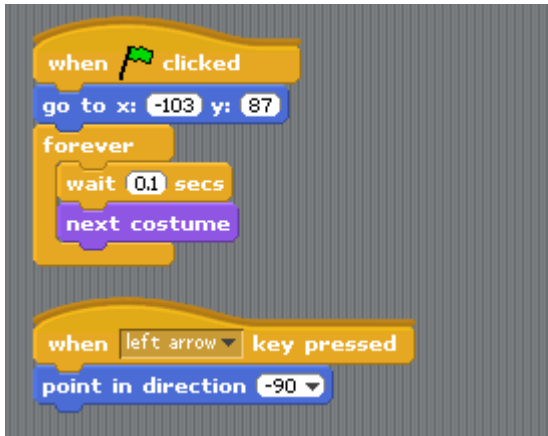 when clicked
go to x: -103 y: 87
forever
wait 0.1 secs
next costume
when left arrow key pressed
point in direction -90